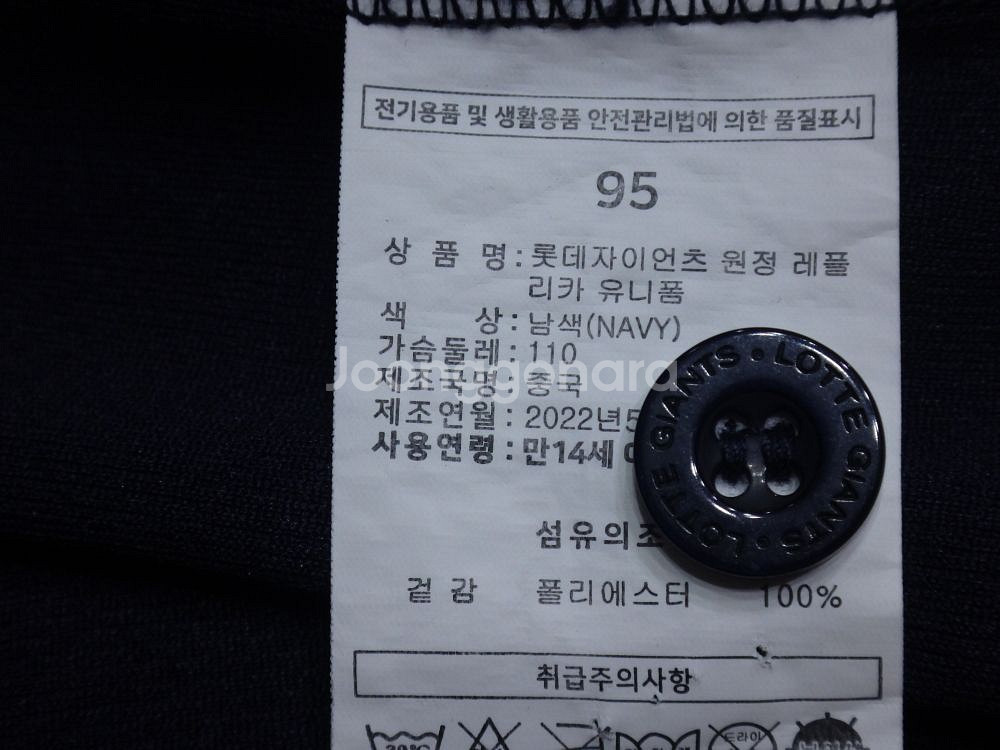 전기용품 및 생활용품 안전관리법에 의한 품질표시
95
상 품 명 : 롯데자이언츠 원정 레플
리카 유니폼
색 상 : 남색(NAVY)
가슴둘레 : 110
제조국명 : 중국
제조연월 : 2022년5
사용연령 : 만14세
Joonggohara
LOTTE GIANTS • LOTTE GIANTS •
섬유의조
겉 감 폴리에스터 100%
취급주의사항
30℃
드라이